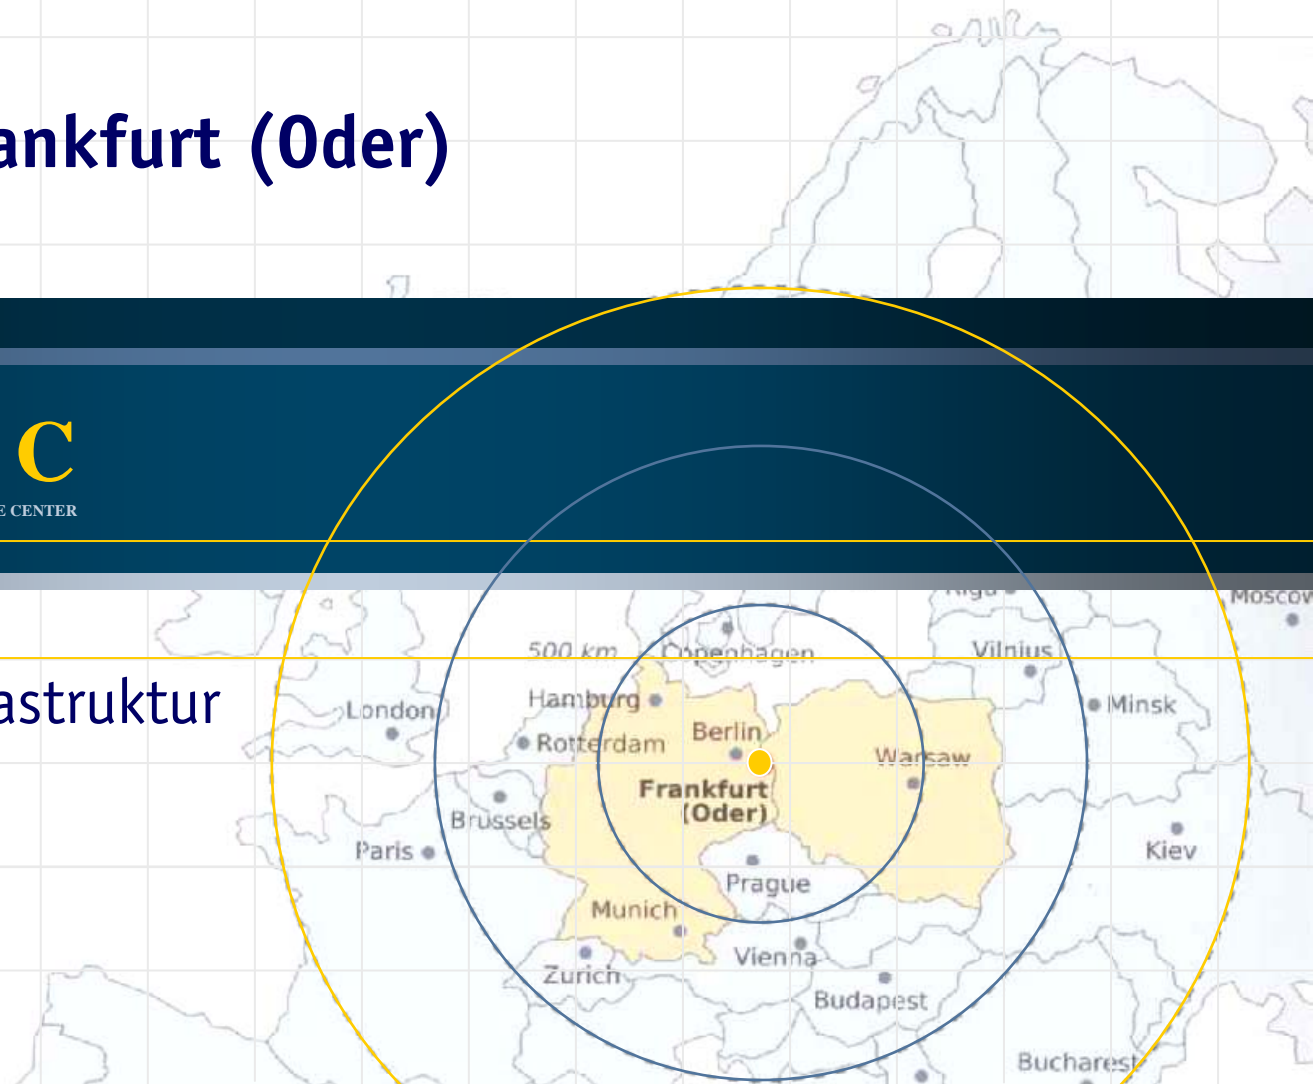 ankfurt (Oder)
C
E CENTER
Riga
Moscow
500 km
Copenhagen
Vilnius
astruktur
Hamburg
London
Minsk
Berlin
Rotterdam
Warsaw
Frankfurt
(Oder)
Brussels
Paris
Kiev
Prague
Munich
Vienna
Zurich
Budapest
Bucharest